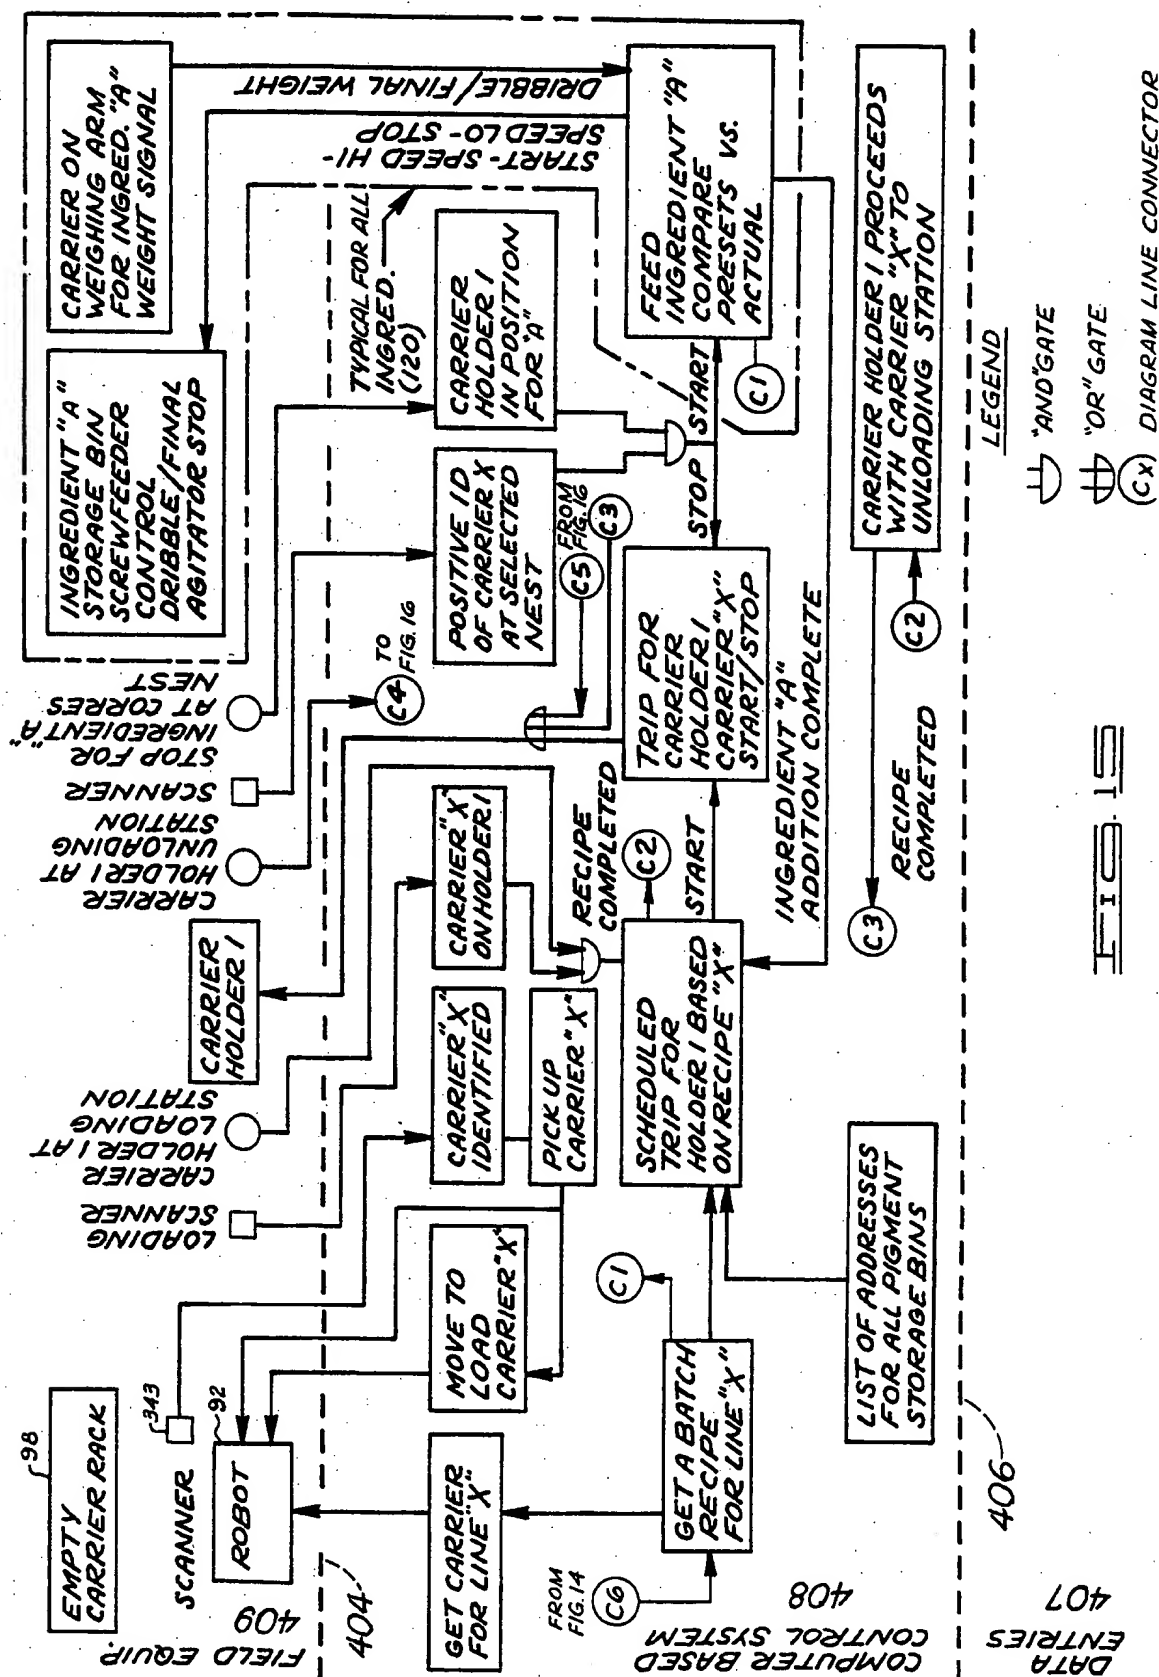 98
EMPTY
CARRIER RACK
343
SCANNER
92
ROBOT
409
FIELD EQUIP.
404
LOADING
SCANNER
CARRIER
HOLDER 1 AT
LOADING
STATION
CARRIER
HOLDER 1
CARRIER
HOLDER 1 AT
UNLOADING
STATION
SCANNER
STOP FOR
INGREDIENT "A"
AT CORRES
NEST
INGREDIENT "A"
STORAGE BIN
SCREWFEEDER
CONTROL
DRIBBLE/FINAL
AGITATOR STOP
CARRIER ON
WEIGHING ARM
FOR INGRED. "A"
WEIGHT SIGNAL
GET CARRIER
FOR LINE "X"
MOVE TO
LOAD
CARRIER "X"
CARRIER "X"
IDENTIFIED
PICK UP
CARRIER "X"
CARRIER "X"
ON HOLDER 1
C4
TO
FIG. 16
POSITIVE ID
OF CARRIER X
AT SELECTED
NEST
CARRIER
HOLDER 1
IN POSITION
FOR "A"
TYPICAL FOR ALL
INGRED.
(120)
START-SPEED HI-
SPEED LO-STOP
DRIBBLE/FINAL WEIGHT
C5
FROM
FIG. 16
C3
FROM
FIG. 14
C6
GET A BATCH
RECIPE
FOR LINE "X"
C1
SCHEDULED
TRIP FOR
HOLDER 1 BASED
ON RECIPE "X"
RECIPE
COMPLETED
C2
START
TRIP FOR
CARRIER
HOLDER 1
CARRIER "X"
START/STOP
STOP
START
FEED
INGREDIENT "A"
COMPARE
PRESETS VS.
ACTUAL
C1
INGREDIENT "A"
ADDITION COMPLETE
408
COMPUTER BASED
CONTROL SYSTEM
LIST OF ADDRESSES
FOR ALL PIGMENT
STORAGE BINS
C3
RECIPE
COMPLETED
CARRIER HOLDER 1 PROCEEDS
WITH CARRIER "X" TO
UNLOADING STATION
C2
406
407
DATA
ENTRIES
LEGEND
"AND" GATE
"OR" GATE
CX DIAGRAM LINE CONNECTOR
FIG. 15